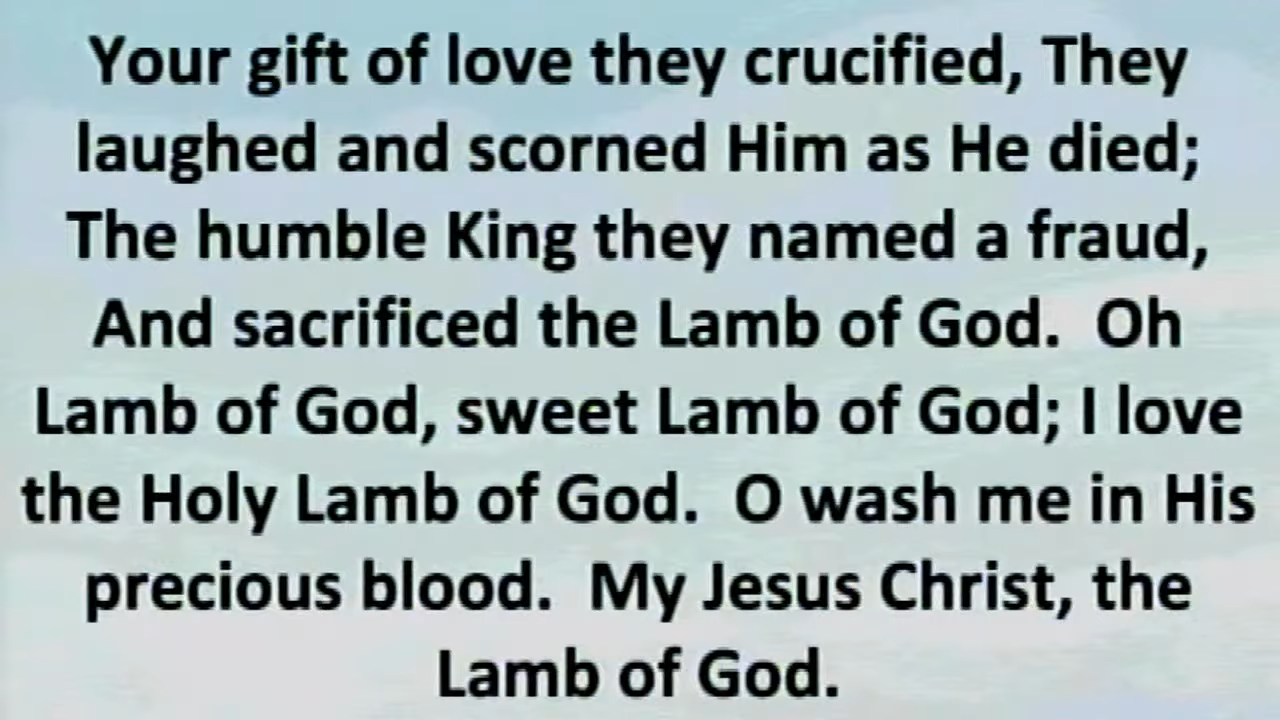 Your gift of love they crucified, They
laughed and scorned Him as He died;
The humble King they named a fraud,
And sacrificed the Lamb of God.  Oh
Lamb of God, sweet Lamb of God; I love
the Holy Lamb of God.  O wash me in His
precious blood.  My Jesus Christ, the
Lamb of God.